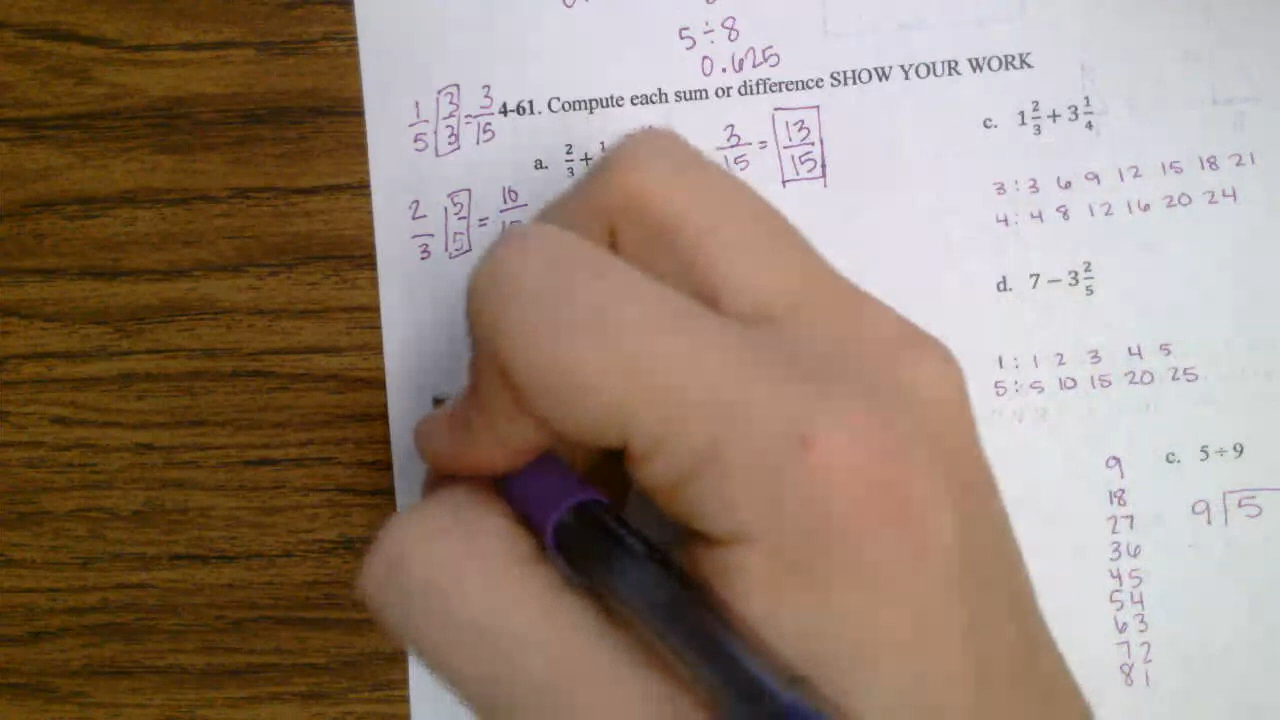 5÷8
0.625
4-61. Compute each sum or difference SHOW YOUR WORK
1/5 3/3 = 3/15
a. 2/3 + 1
3/15 = 13/15
2/3 5/5 = 10
c. 1 2/3 + 3 1/4
3: 3 6 9 12 15 18 21
4: 4 8 12 16 20 24
d. 7 – 3 2/5
1: 1 2 3 4 5
5: 5 10 15 20 25
c. 5 ÷ 9
9⟌5
9
18
27
36
45
54
63
72
81